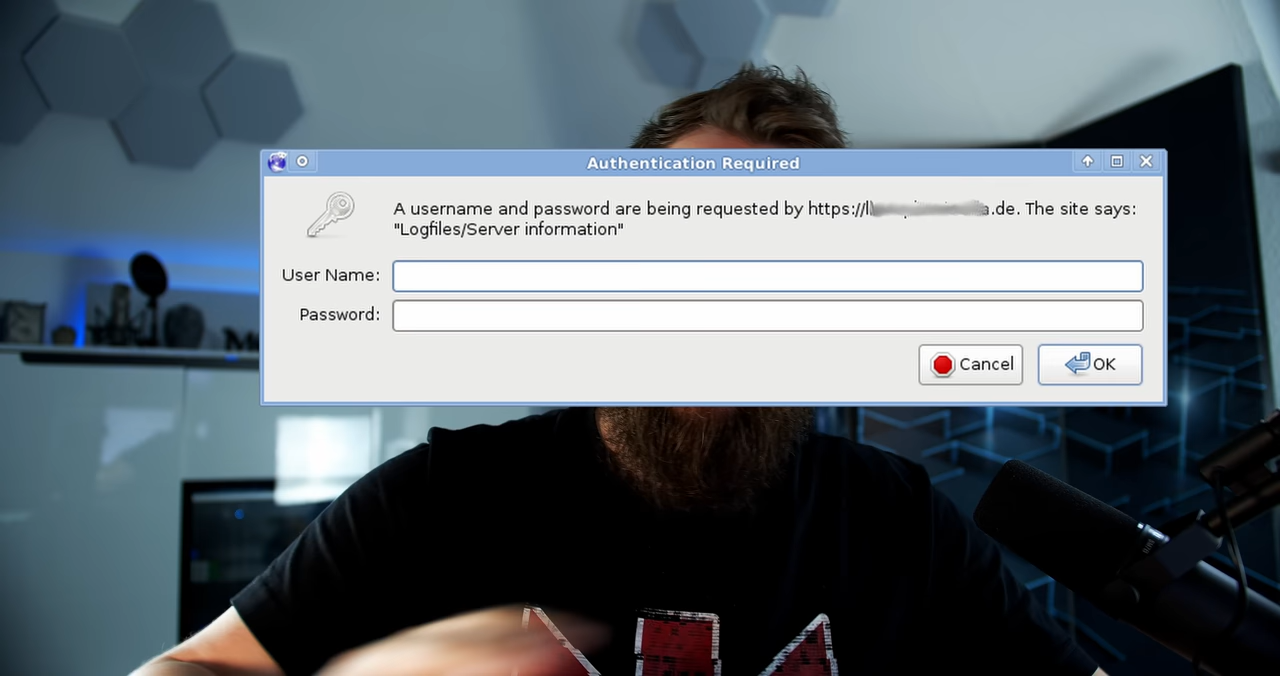 Authentication Required
A username and password are being requested by https:// .de. The site says:
"Logfiles/Server information"
User Name:
Password:
Cancel
OK